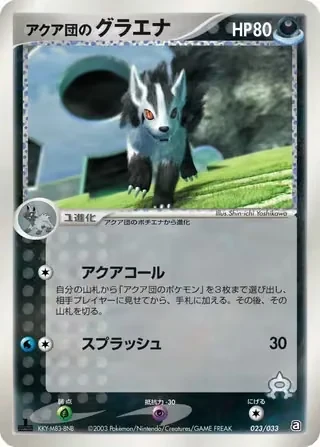 アクア団の グラエナ HP80
Illus. Shin-ichi Yoshikawa
1進化 アクア団のポチエナから進化
アクアコール
自分の山札から「アクア団のポケモン」を3枚まで選び出し、
相手プレイヤーに見せてから、手札に加える。その後、その
山札を切る。
スプラッシュ 30
弱点 抵抗力 -30 にげる
KKY-M83-8NB ©2003 Pokémon/Nintendo/Creatures/GAME FREAK 023/033 a